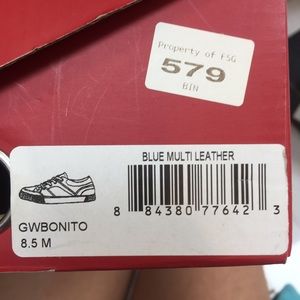 Property of FSG
579
BIN
BLUE MULTI LEATHER
8 84380 77642 3
GWBONITO
8.5 M